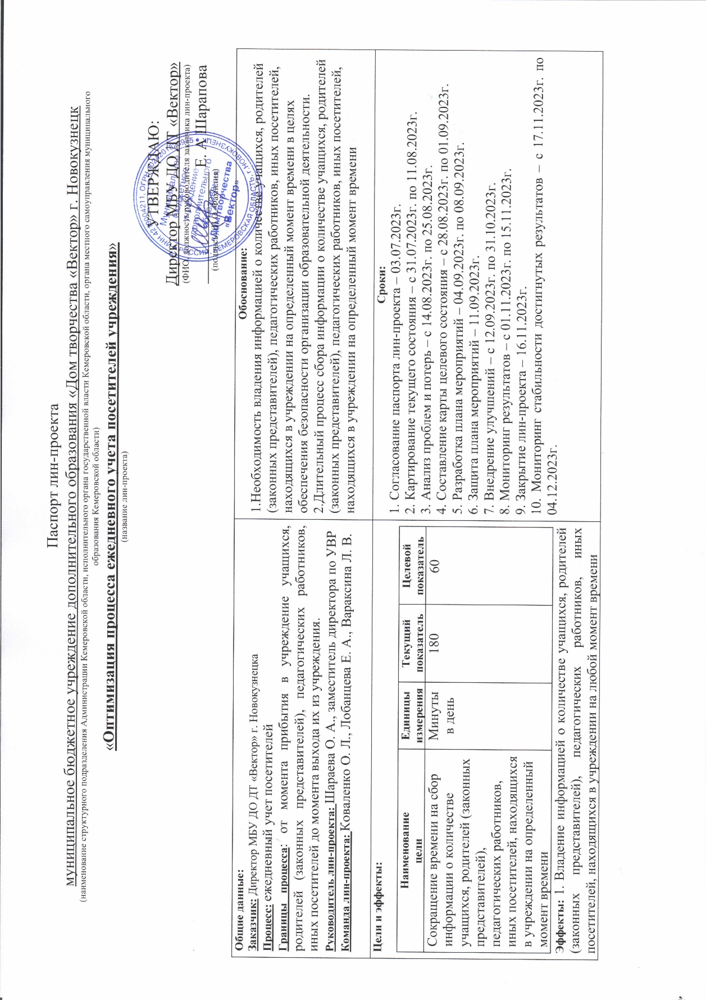 Паспорт лин-проекта
муниципальное бюджетное учреждение дополнительного образования «Дом творчества «Вектор» г. Новокузнецк
(наименование структурного подразделения Администрации Кемеровской области, исполнительного органа государственной власти Кемеровской области, органа местного самоуправления муниципального
образования Кемеровской области)
«Оптимизация процесса ежедневного учета посетителей учреждения»
(название лин-проекта)
УТВЕРЖДАЮ:
Директор МБУ ДО ДТ «Вектор»
(ФИО, должность руководителя заказчика лин-проекта)
Е. А. Шарапова
Общие данные:
Заказчик: Директор МБУ ДО ДТ «Вектор» г. Новокузнецка
Процесс: ежедневный учет посетителей
Границы процесса: от момента прибытия в учреждение учащихся,
родителей (законных представителей), педагогических работников,
иных посетителей до момента выхода их из учреждения.
Руководитель лин-проекта: Шараева О. А., заместитель директора по УВР
Команда лин-проекта: Коваленко О. Л., Лобанцева Е. А., Вараксина Л. В.
Обоснование:
1.Необходимость владения информацией о количестве учащихся, родителей
(законных представителей), педагогических работников, иных посетителей,
находящихся в учреждении на определенный момент времени в целях
обеспечения безопасности организации образовательной деятельности.
2.Длительный процесс сбора информации о количестве учащихся, родителей
(законных представителей), педагогических работников, иных посетителей,
находящихся в учреждении на определенный момент времени
Цели и эффекты:
Наименование цели
Единицы измерения
Текущий показатель
Целевой показатель
Сокращение времени на сбор
информации о количестве
учащихся, родителей (законных
представителей),
педагогических работников,
иных посетителей, находящихся
в учреждении на определенный
момент времени
Минуты
в день
180
60
Эффекты: 1. Владение информацией о количестве учащихся, родителей
(законных представителей), педагогических работников, иных
посетителей, находящихся в учреждении на любой момент времени
Сроки:
1. Согласование паспорта лин-проекта – 03.07.2023г.
2. Картирование текущего состояния – с 31.07.2023г. по 11.08.2023г.
3. Анализ проблем и потерь – с 14.08.2023г. по 25.08.2023г.
4. Составление карты целевого состояния – с 28.08.2023г. по 01.09.2023г.
5. Разработка плана мероприятий – 04.09.2023г. по 08.09.2023г.
6. Защита плана мероприятий – 11.09.2023г.
7. Внедрение улучшений – с 12.09.2023г. по 31.10.2023г.
8. Мониторинг результатов – с 01.11.2023г. по 15.11.2023г.
9. Закрытие лин-проекта – 16.11.2023г.
10. Мониторинг стабильности достигнутых результатов – с 17.11.2023г. по
04.12.2023г.